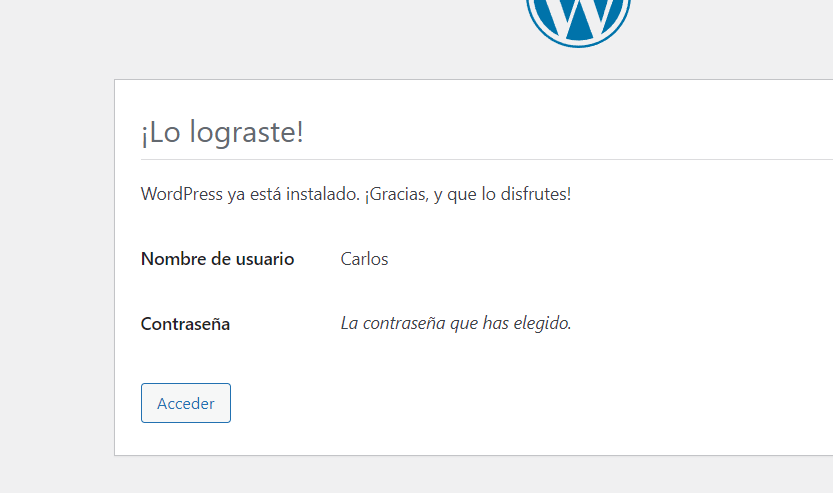 ¡Lo lograste!
WordPress ya está instalado. ¡Gracias, y que lo disfrutes!
Nombre de usuario Carlos
Contraseña La contraseña que has elegido.
Acceder